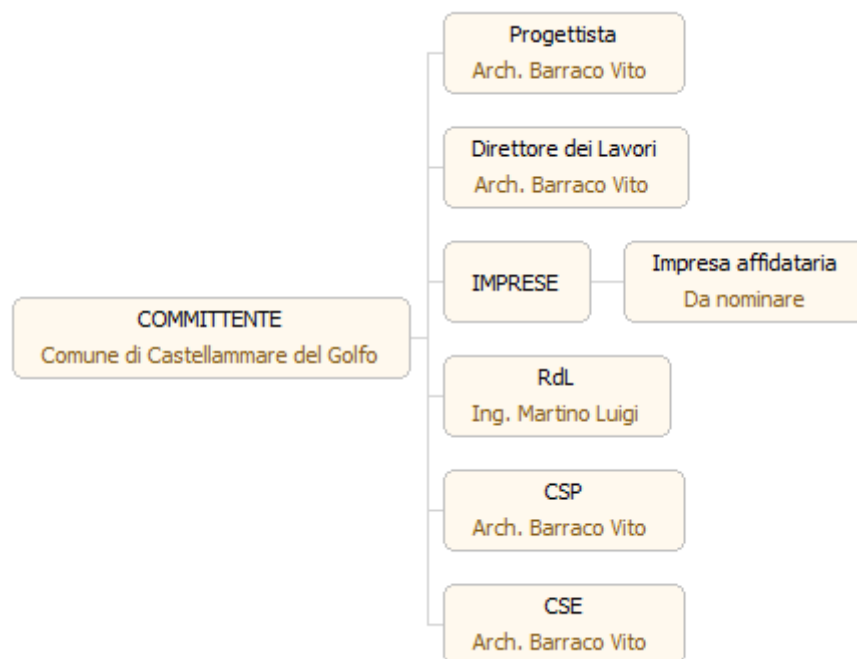 Progettista
Arch. Barraco Vito
Direttore dei Lavori
Arch. Barraco Vito
IMPRESE
Impresa affidataria
Da nominare
COMMITTENTE
Comune di Castellammare del Golfo
RdL
Ing. Martino Luigi
CSP
Arch. Barraco Vito
CSE
Arch. Barraco Vito